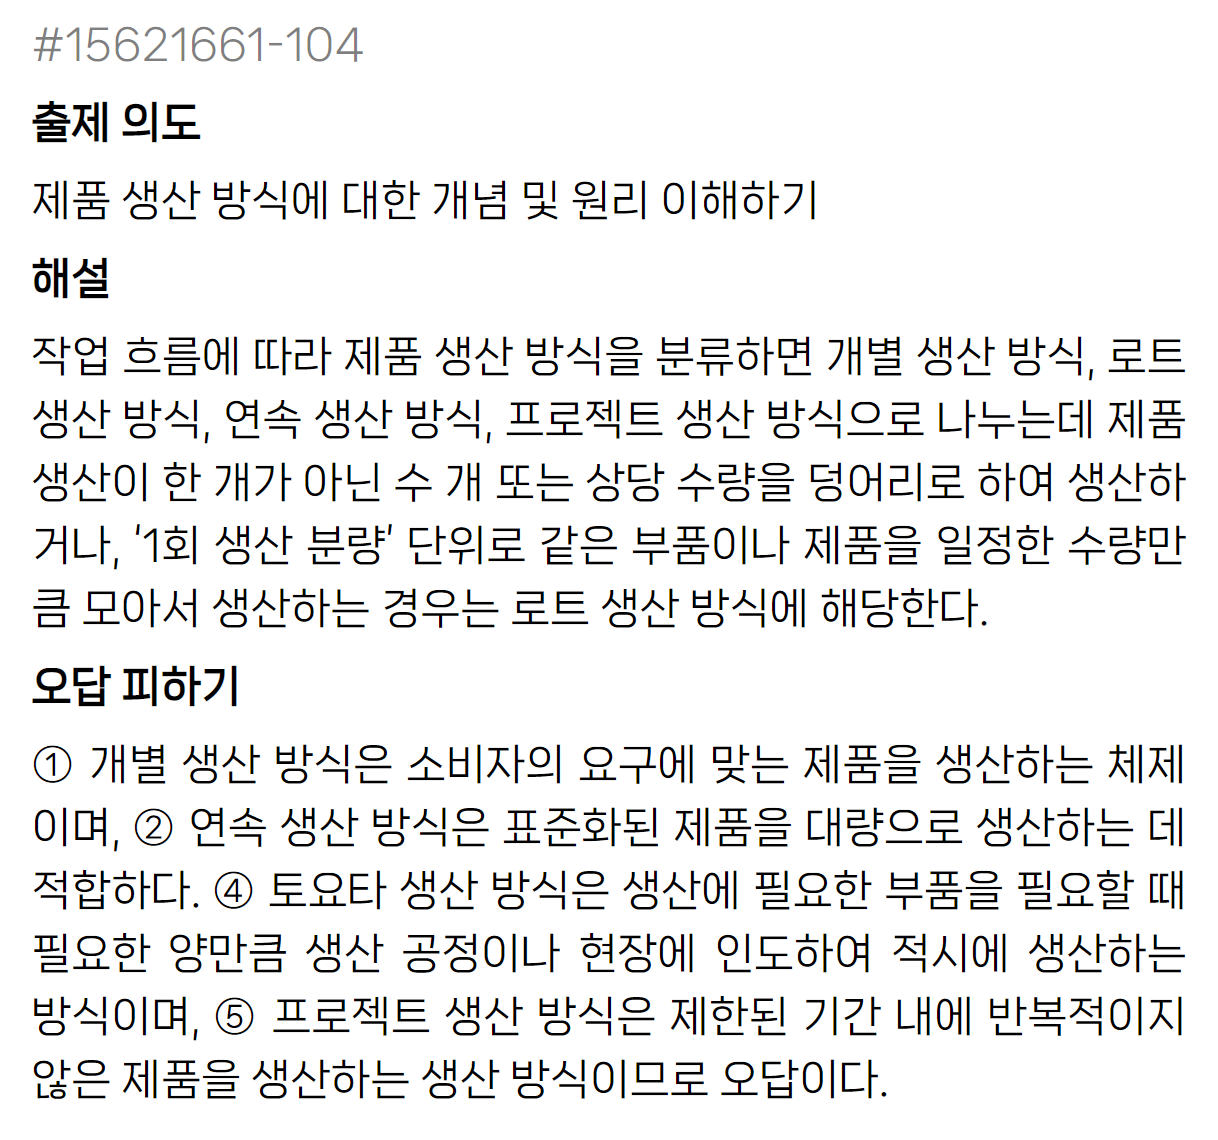 #15621661-104
출제 의도
제품 생산 방식에 대한 개념 및 원리 이해하기
해설
작업 흐름에 따라 제품 생산 방식을 분류하면 개별 생산 방식, 로트
생산 방식, 연속 생산 방식, 프로젝트 생산 방식으로 나누는데 제품
생산이 한 개가 아닌 수 개 또는 상당 수량을 덩어리로 하여 생산하
거나, '1회 생산 분량' 단위로 같은 부품이나 제품을 일정한 수량만
큼 모아서 생산하는 경우는 로트 생산 방식에 해당한다.
오답 피하기
① 개별 생산 방식은 소비자의 요구에 맞는 제품을 생산하는 체제
이며, ② 연속 생산 방식은 표준화된 제품을 대량으로 생산하는 데
적합하다. ④ 토요타 생산 방식은 생산에 필요한 부품을 필요할 때
필요한 양만큼 생산 공정이나 현장에 인도하여 적시에 생산하는
방식이며, ⑤ 프로젝트 생산 방식은 제한된 기간 내에 반복적이지
않은 제품을 생산하는 생산 방식이므로 오답이다.